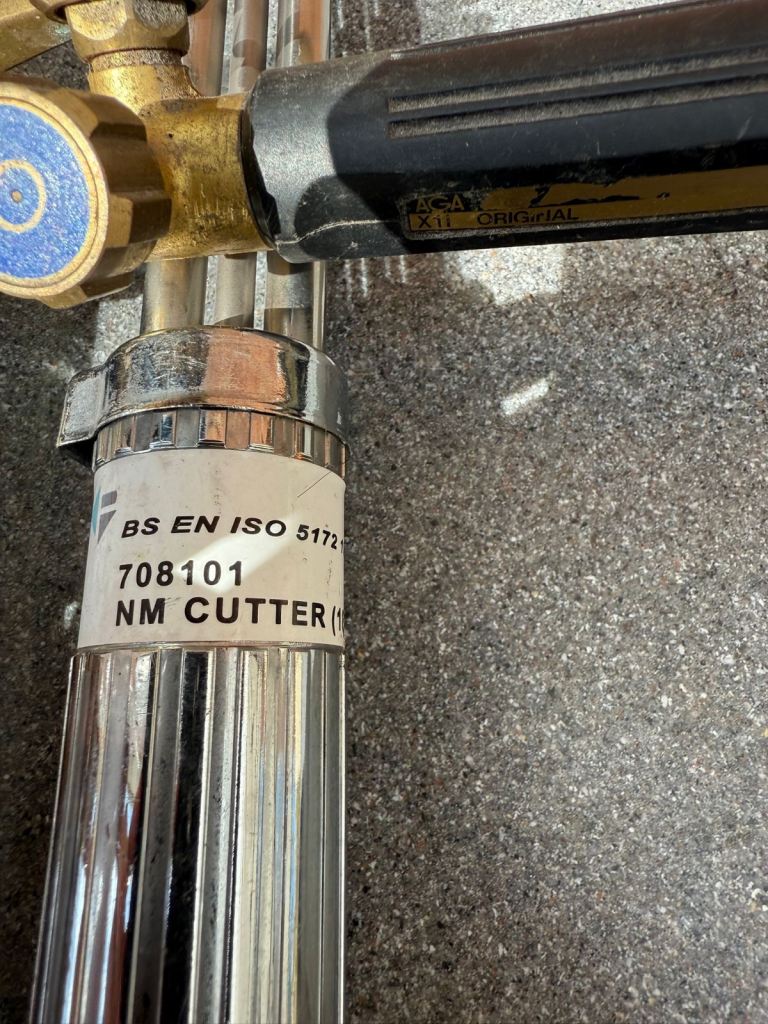 AGA
X11 ORIGINAL
BS EN ISO 5172
708101
NM CUTTER